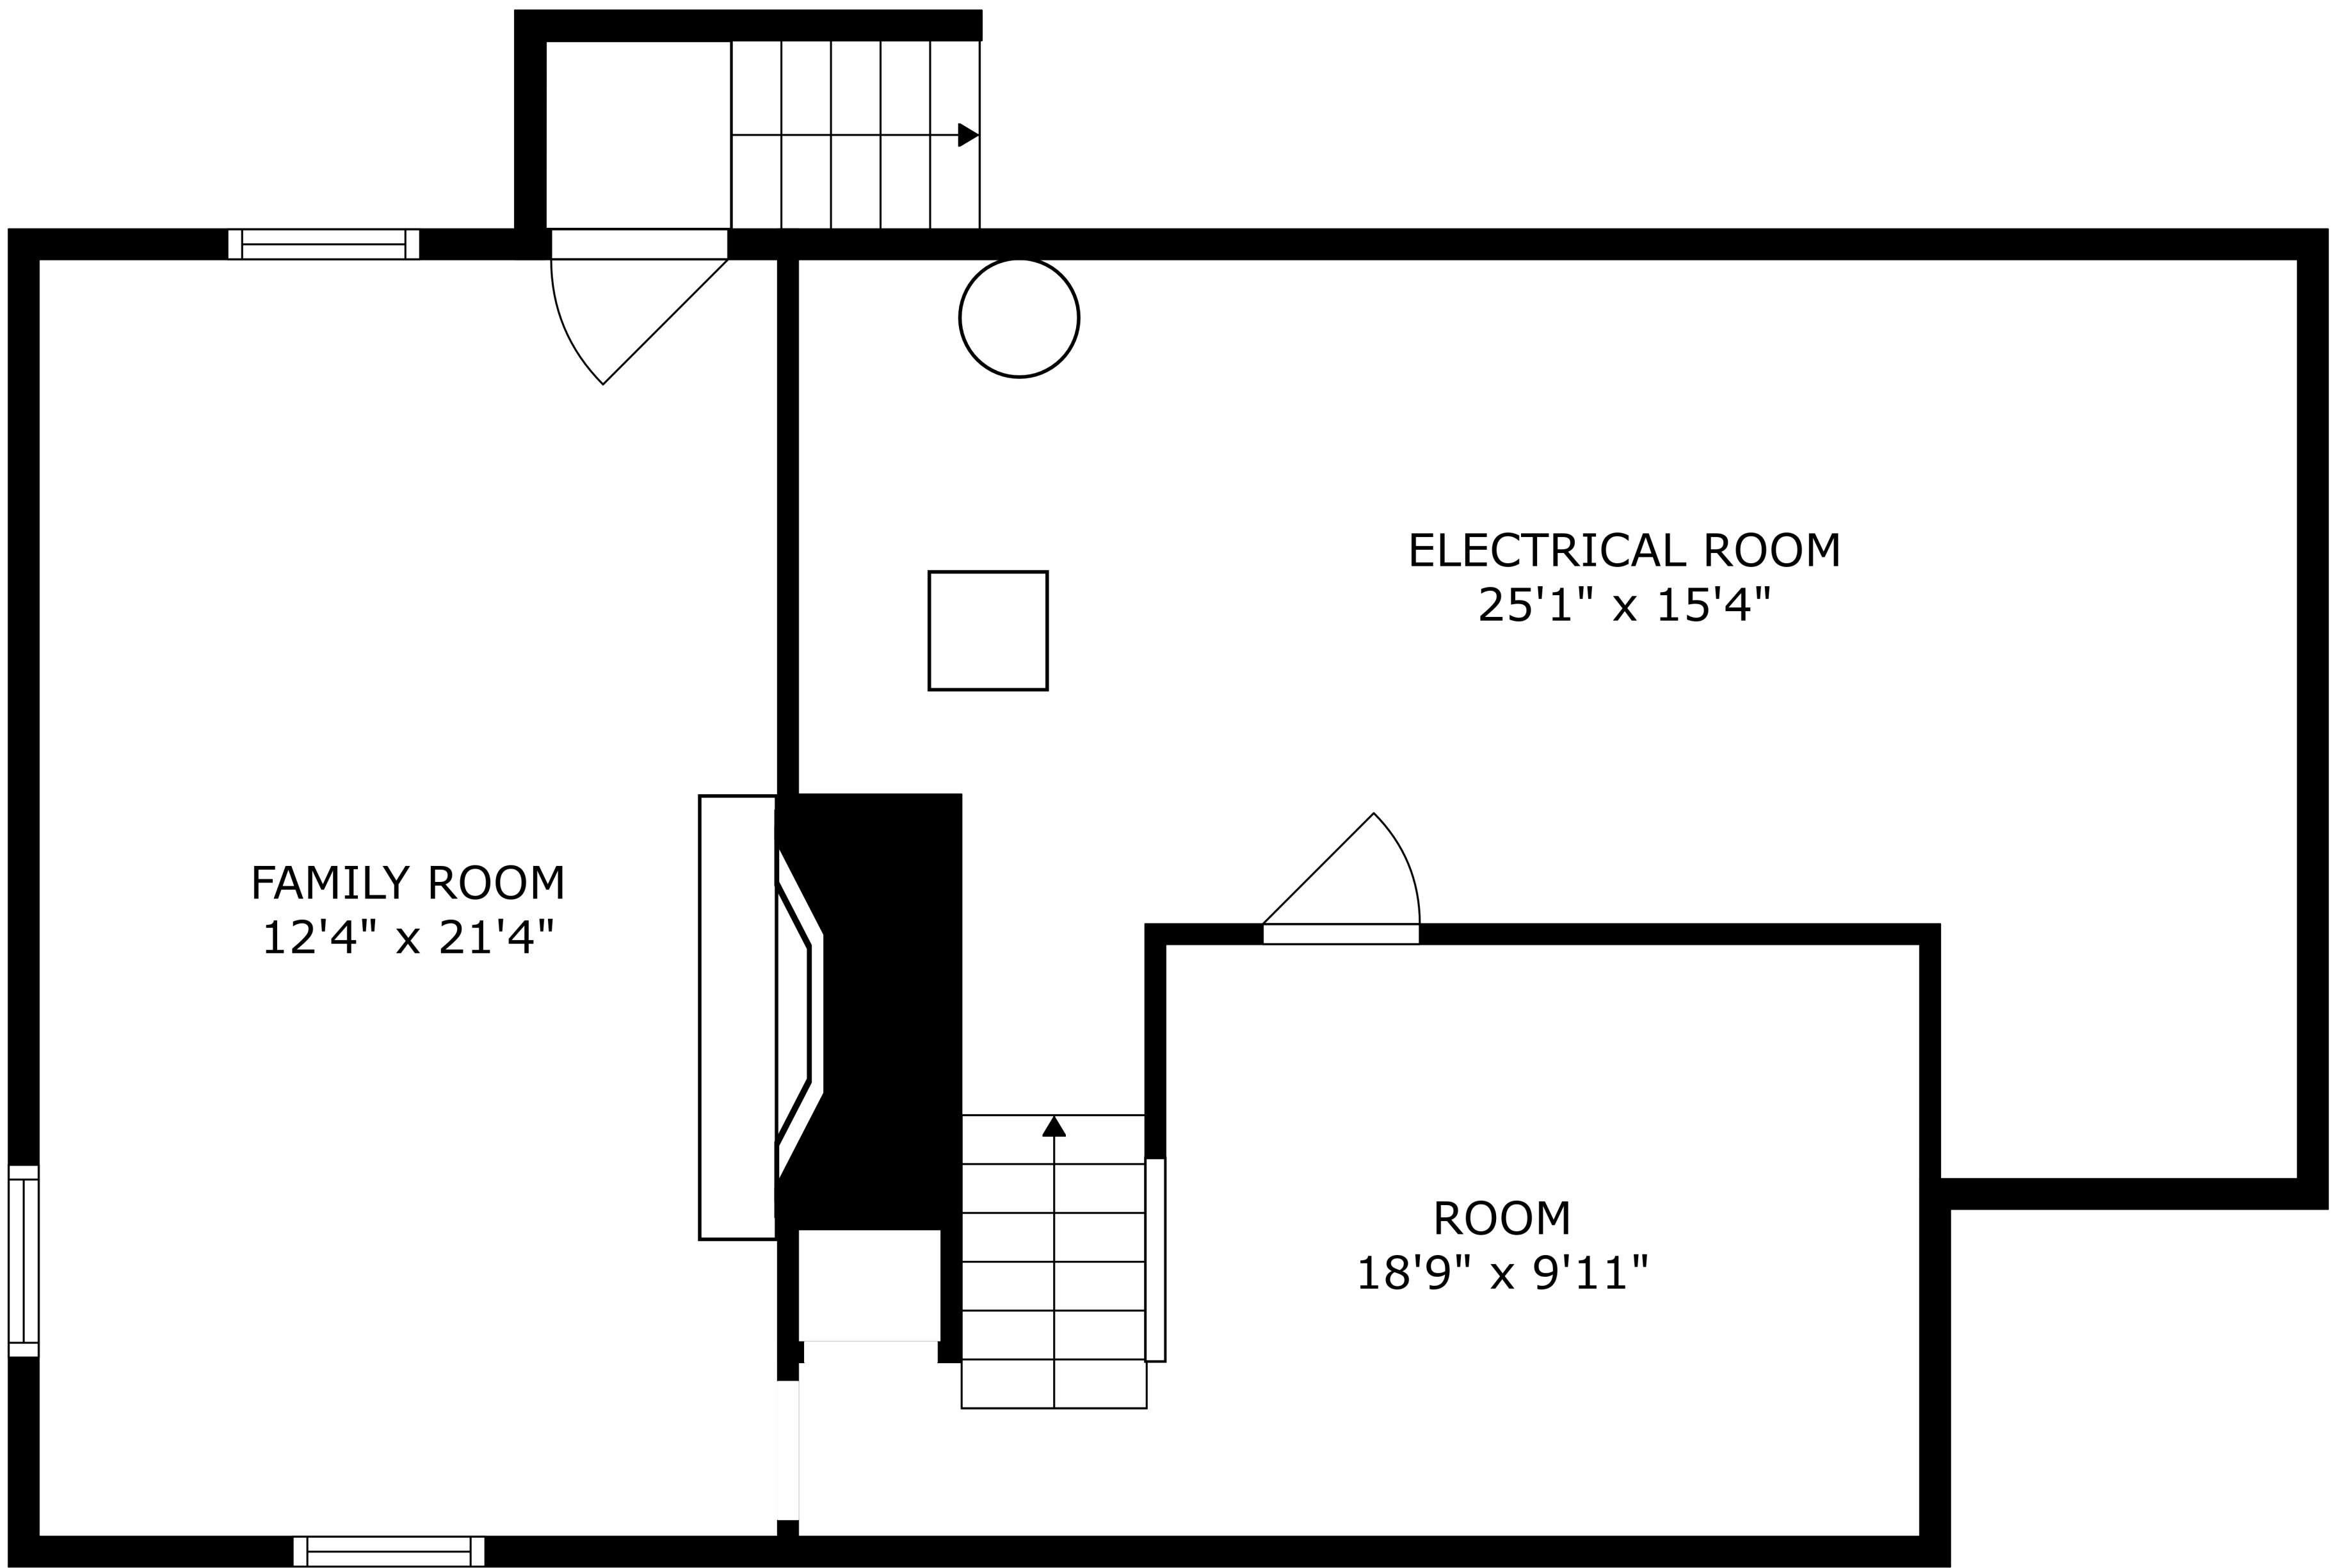 ELECTRICAL ROOM
25'1" x 15'4"
FAMILY ROOM
12'4" x 21'4"
ROOM
18'9" x 9'11"